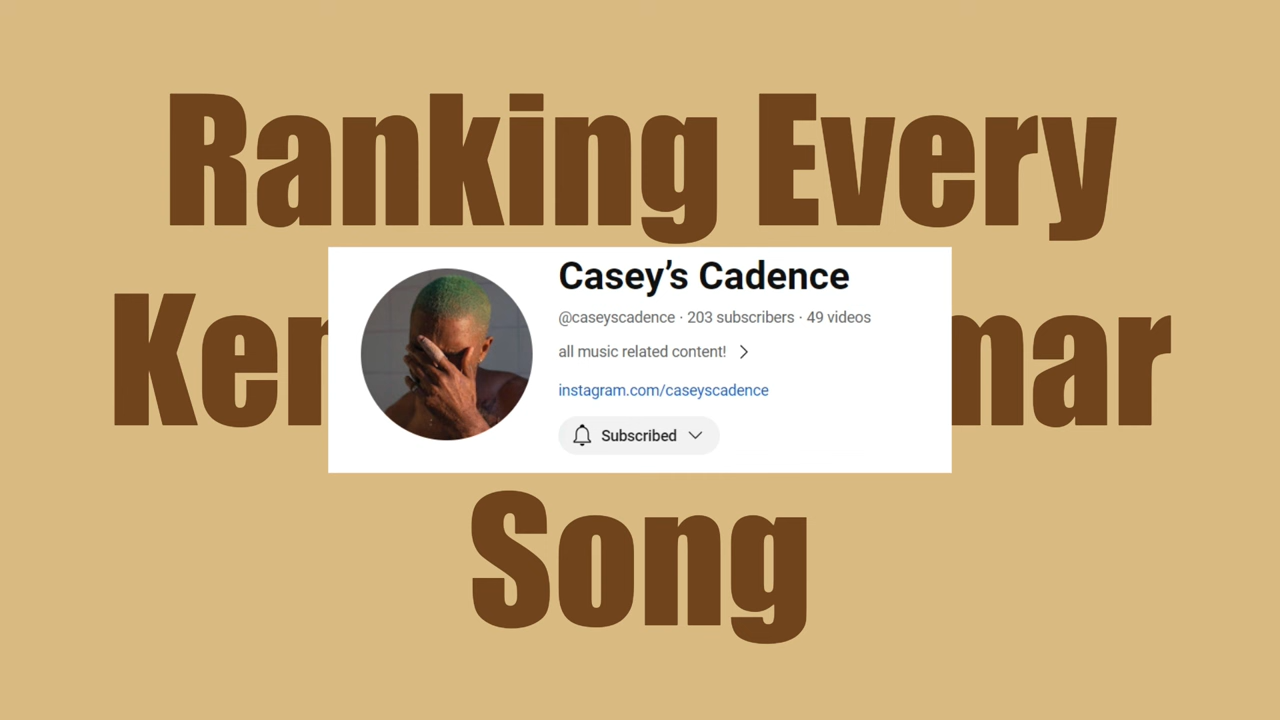 Ranking Every
Casey’s Cadence
@caseyscadence · 203 subscribers · 49 videos
all music related content!
Ker mar
instagram.com/caseyscadence
Subscribed
Song